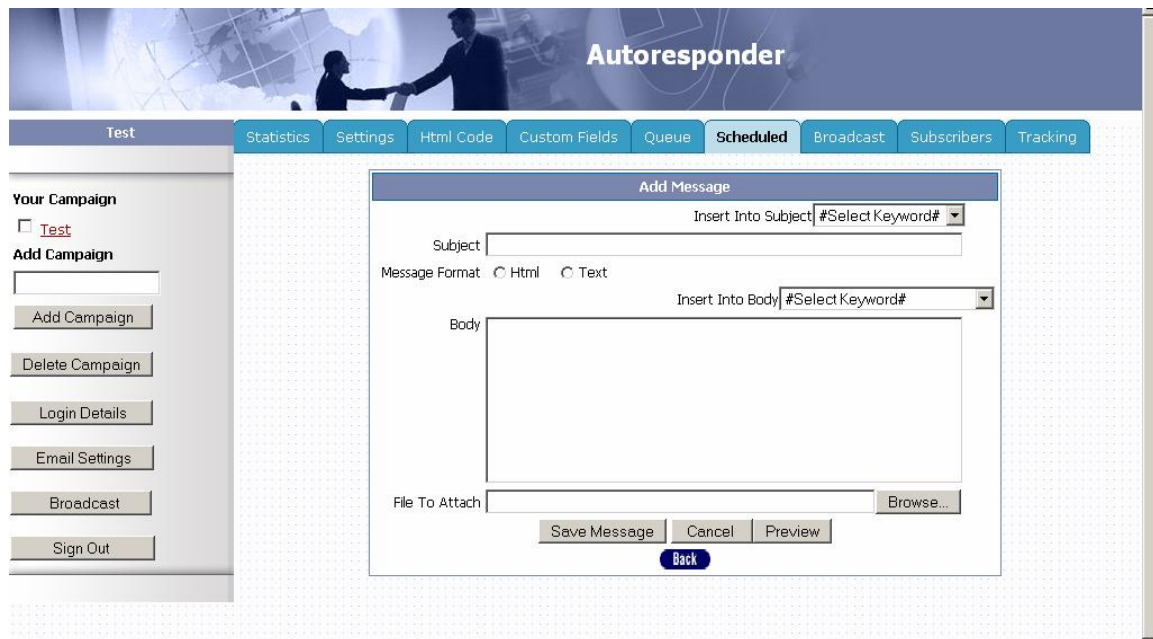 Autoresponder
Test
Statistics Settings Html Code Custom Fields Queue Scheduled Broadcast Subscribers Tracking
Your Campaign
Test
Add Campaign
Add Campaign
Delete Campaign
Login Details
Email Settings
Broadcast
Sign Out
Add Message
Insert Into Subject #Select Keyword#
Subject
Message Format Html Text
Insert Into Body #Select Keyword#
Body
File To Attach Browse...
Save Message Cancel Preview
Back